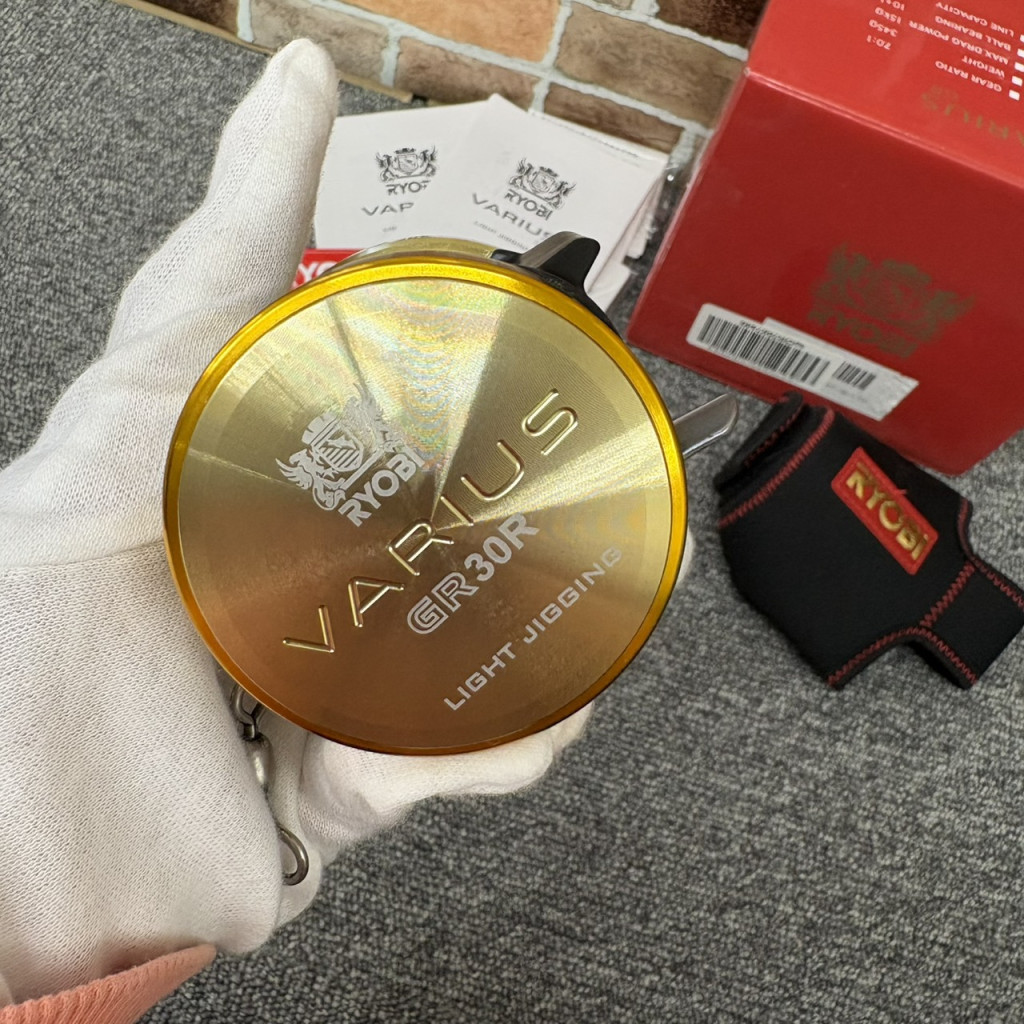 RYOBI
VARIUS
GR30R
LIGHT JIGGING
RYOBI
VARIUS
RYOBI
RYOBI
VARIUS
GEAR RATIO
7.0:1
WEIGHT
345G
MAX.DRAG POWER
15KG
BALL BEARING
LINE CAPACITY